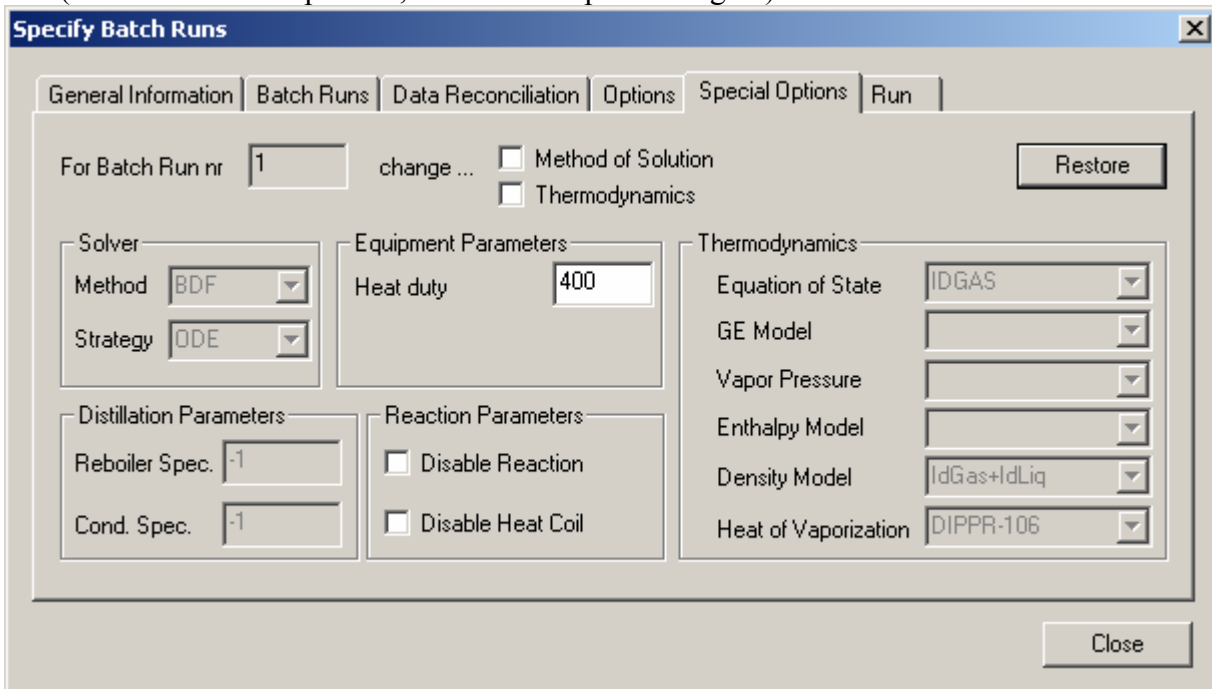 Specify Batch Runs
General Information Batch Runs Data Reconciliation Options Special Options Run
For Batch Run nr 1 change ... Method of Solution Restore
Thermodynamics
Solver Equipment Parameters Thermodynamics
Method BDF Heat duty 400 Equation of State IDGAS
Strategy ODE GE Model
Vapor Pressure
Distillation Parameters Reaction Parameters Enthalpy Model
Reboiler Spec. -1 Disable Reaction Density Model IdGas+IdLiq
Cond. Spec. -1 Disable Heat Coil Heat of Vaporization DIPPR-106
Close